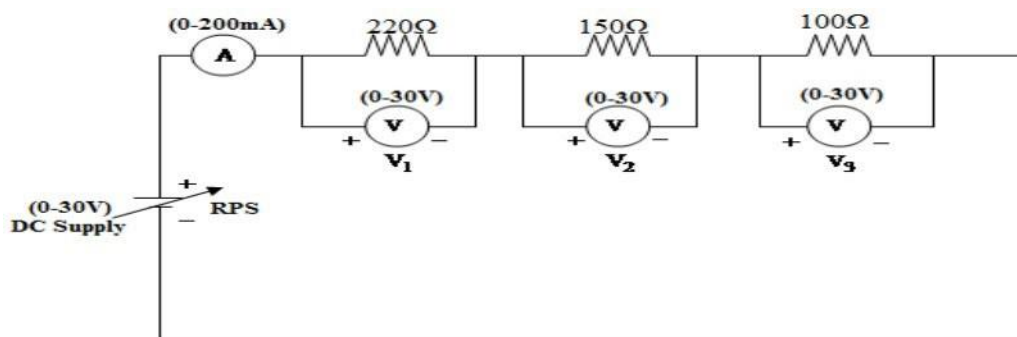 (0-200mA)
220Ω
150Ω
100Ω
A
(0-30V)
(0-30V)
(0-30V)
V
V
V
+ −
+ −
+ −
V1
V2
V3
+
(0-30V)
RPS
DC Supply
−